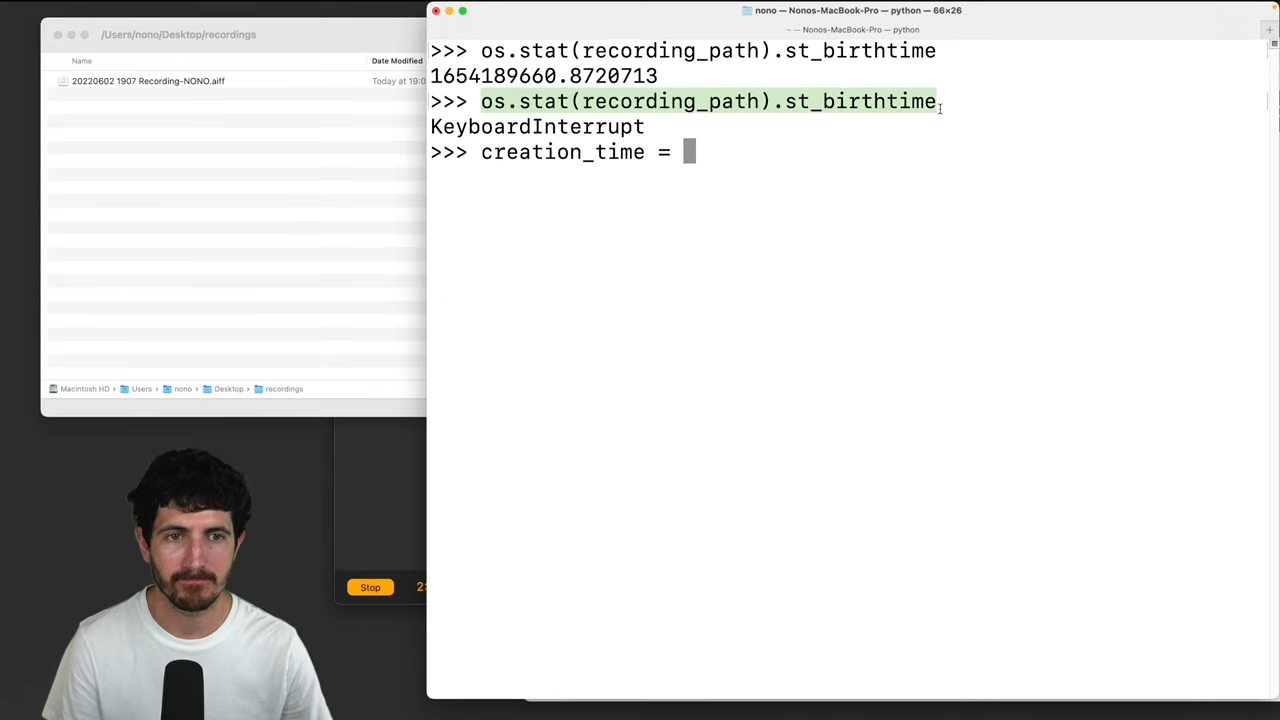 /Users/nono/Desktop/recordings
Name
Date Modified
20220602 1907 Recording-NONO.aiff
Today at 19:0
Macintosh HD
Users
nono
Desktop
recordings
Stop
2:
nono — Nonos-MacBook-Pro — python — 66×26
~ — Nonos-MacBook-Pro — python
+
>>> os.stat(recording_path).st_birthtime
1654189660.8720713
>>> os.stat(recording_path).st_birthtime
KeyboardInterrupt
>>> creation_time =